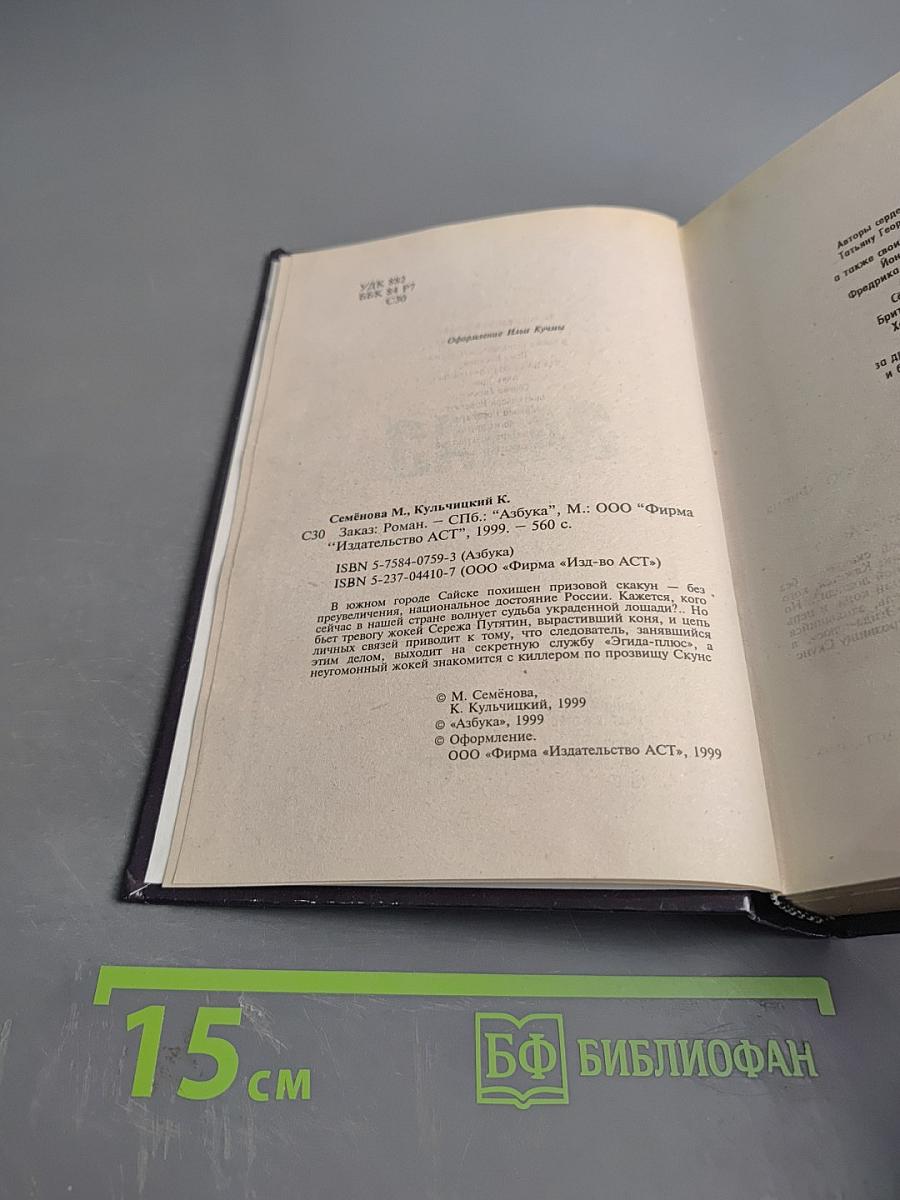 УДК 882
ББК 84 Р7
С30
Оформление Ильи Кучмы
Семёнова М., Кульчицкий К.
С30 Заказ: Роман. — СПб.: "Азбука", М.: ООО "Фирма
"Издательство АСТ", 1999. — 560 с.
ISBN 5-7584-0759-3 (Азбука)
ISBN 5-237-04410-7 (ООО «Фирма «Изд-во АСТ»)
В южном городе Сайске похищен призовой скакун — без
преувеличения, национальное достояние России. Кажется, кого
сейчас в нашей стране волнует судьба украденной лошади?.. Но
бьет тревогу жокей Сережа Путятин, вырастивший коня, и цепь
личных связей приводит к тому, что следователь, занявшийся
этим делом, выходит на секретную службу «Эгида-плюс», а
неугомонный жокей знакомится с киллером по прозвищу Скунс
© М. Семёнова,
К. Кульчицкий, 1999
© «Азбука», 1999
© Оформление.
ООО «Фирма «Издательство АСТ», 1999
Авторы
Татьяну
а также
Фредрика
за
и
15 см
БФ БИБЛИОФАН